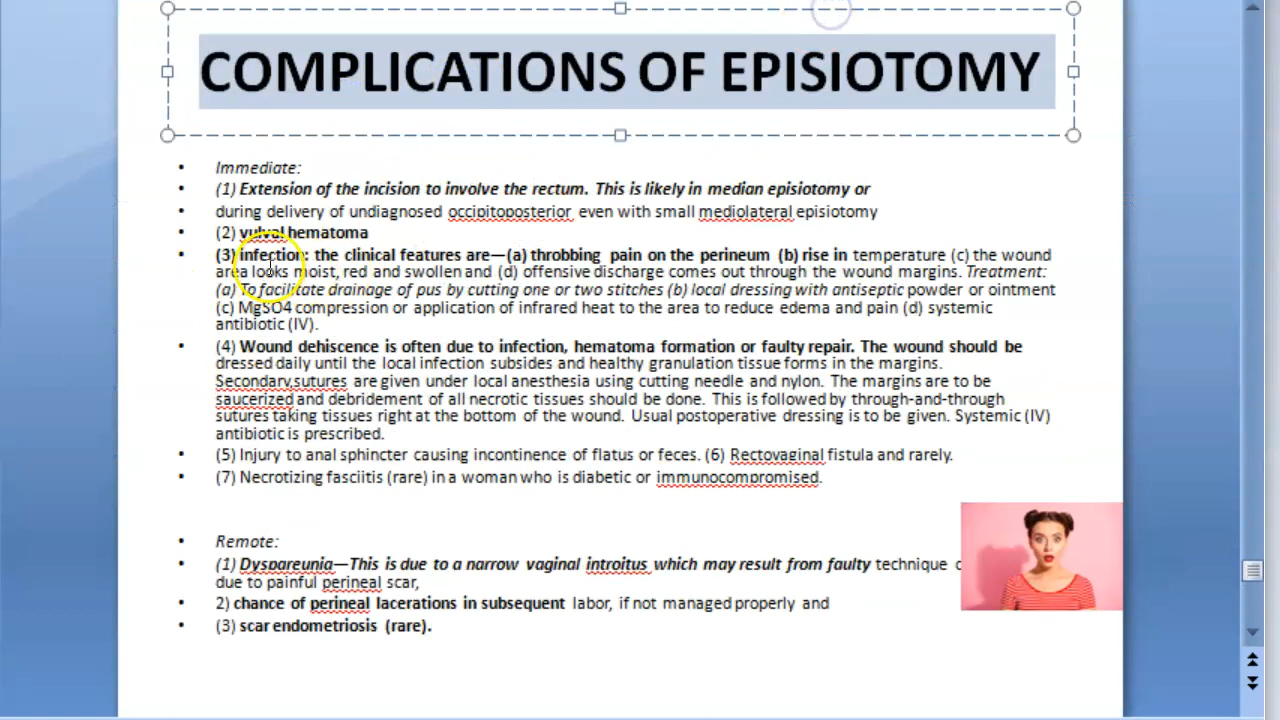 COMPLICATIONS OF EPISIOTOMY
Immediate:
(1) Extension of the incision to involve the rectum. This is likely in median episiotomy or
during delivery of undiagnosed occipitoposterior even with small mediolateral episiotomy
(2) vulval hematoma
(3) infection: the clinical features are—(a) throbbing pain on the perineum (b) rise in temperature (c) the wound
area looks moist, red and swollen and (d) offensive discharge comes out through the wound margins. Treatment:
(a) To facilitate drainage of pus by cutting one or two stitches (b) local dressing with antiseptic powder or ointment
(c) MgSO4 compression or application of infrared heat to the area to reduce edema and pain (d) systemic
antibiotic (IV).
(4) Wound dehiscence is often due to infection, hematoma formation or faulty repair. The wound should be
dressed daily until the local infection subsides and healthy granulation tissue forms in the margins.
Secondary,sutures are given under local anesthesia using cutting needle and nylon. The margins are to be
saucerized and debridement of all necrotic tissues should be done. This is followed by through-and-through
sutures taking tissues right at the bottom of the wound. Usual postoperative dressing is to be given. Systemic (IV)
antibiotic is prescribed.
(5) Injury to anal sphincter causing incontinence of flatus or feces. (6) Rectovaginal fistula and rarely.
(7) Necrotizing fasciitis (rare) in a woman who is diabetic or immunocompromised.
Remote:
(1) Dyspareunia—This is due to a narrow vaginal introitus which may result from faulty technique
due to painful perineal scar,
2) chance of perineal lacerations in subsequent labor, if not managed properly and
(3) scar endometriosis (rare).